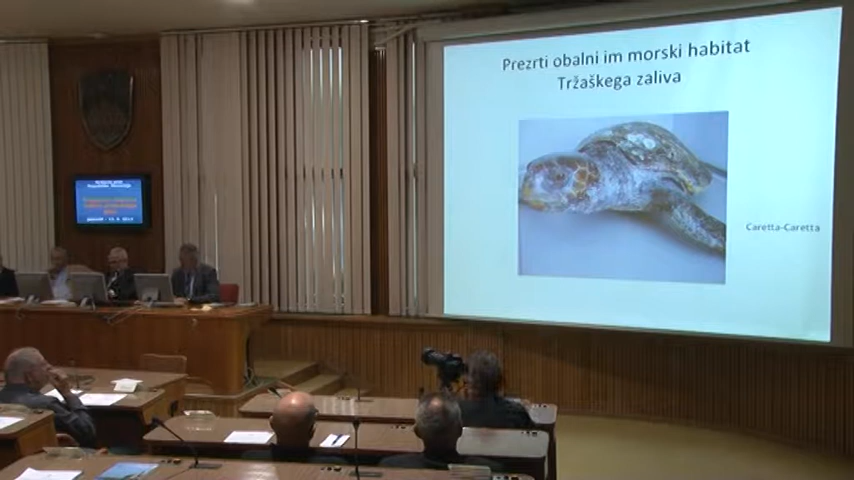 Prezrti obalni im morski habitat
Tržaškega zaliva
Caretta-Caretta